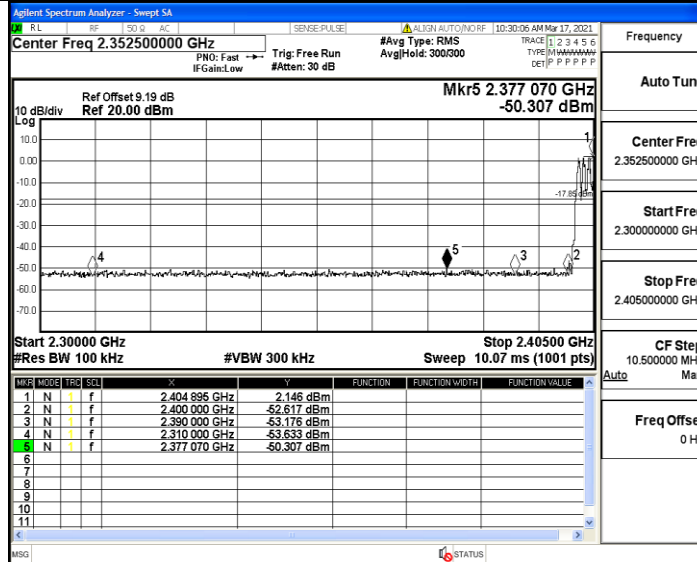 Agilent Spectrum Analyzer - Swept SA
RL RF 50 Ω AC SENSE:PULSE ALIGN AUTO/NO RF 10:30:06 AM Mar 17, 2021
Center Freq 2.352500000 GHz
PNO: Fast
IFGain:Low
Trig: Free Run
#Atten: 30 dB
#Avg Type: RMS
Avg|Hold: 300/300
TRACE 1 2 3 4 5 6
TYPE M
DET P P P P P P
Ref Offset 9.19 dB
10 dB/div Ref 20.00 dBm
Log
Mkr5 2.377 070 GHz
-50.307 dBm
10.0
0.00
-10.0
-20.0
-30.0
-40.0
-50.0
-60.0
-70.0
1
-17.85 dBm
4
5
3
2
Start 2.30000 GHz Stop 2.40500 GHz
#Res BW 100 kHz #VBW 300 kHz Sweep 10.07 ms (1001 pts)
MKR MODE TRC SCL X Y FUNCTION FUNCTION WIDTH FUNCTION VALUE
1 N 1 f 2.404 895 GHz 2.146 dBm
2 N 1 f 2.400 000 GHz -52.617 dBm
3 N 1 f 2.390 000 GHz -53.176 dBm
4 N 1 f 2.310 000 GHz -53.633 dBm
5 N 1 f 2.377 070 GHz -50.307 dBm
6
7
8
9
10
11
MSG STATUS
Frequency
Auto Tun
Center Fre
2.352500000 GH
Start Fre
2.300000000 GH
Stop Fre
2.405000000 GH
CF Step
10.500000 MH
Auto Ma
Freq Offse
0 H